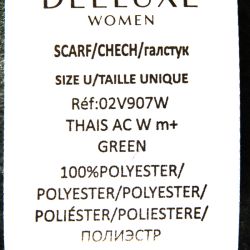 DEELUXE
WOMEN
SCARF/CHECH/галстук
SIZE U/TAILLE UNIQUE
Réf:02V907W
THAIS AC W m+
GREEN
100%POLYESTER/
POLYESTER/POLYESTER/
POLIÉSTER/POLIESTERE/
ПОЛИЭСТР